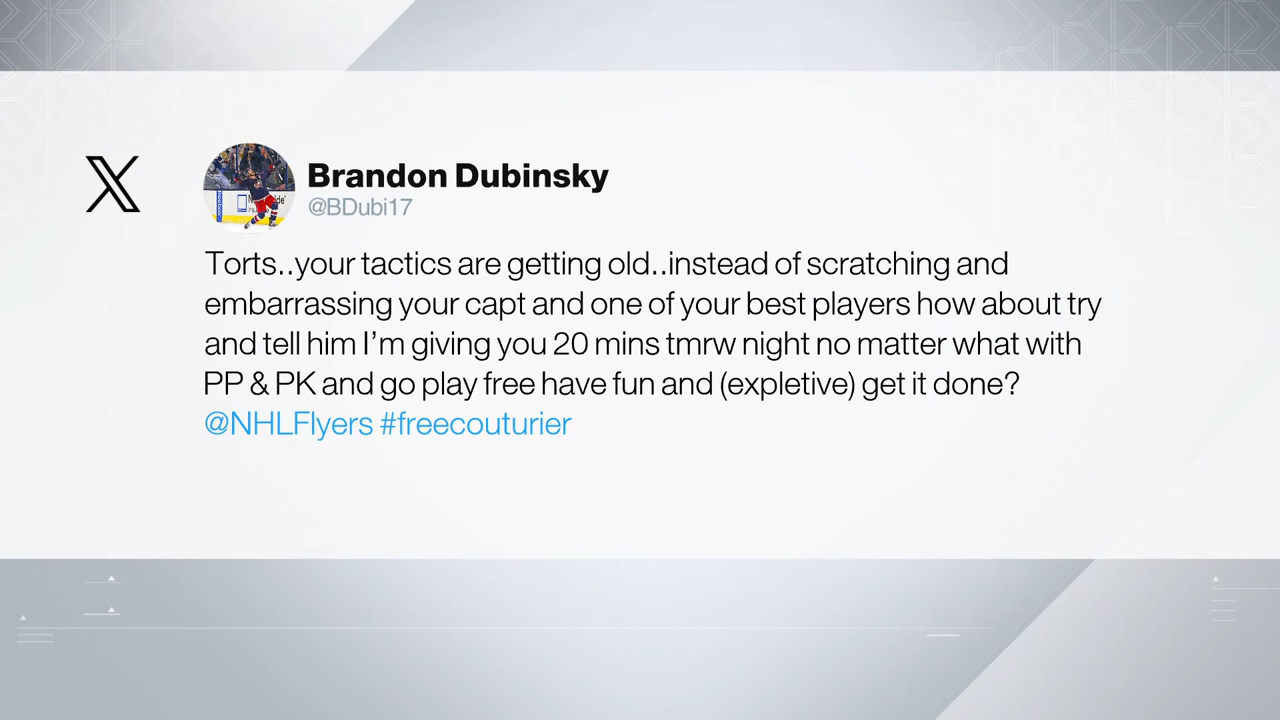 X
Brandon Dubinsky
@BDubi17
Torts..your tactics are getting old..instead of scratching and
embarrassing your capt and one of your best players how about try
and tell him I’m giving you 20 mins tmrw night no matter what with
PP & PK and go play free have fun and (expletive) get it done?
@NHLFlyers #freecouturier